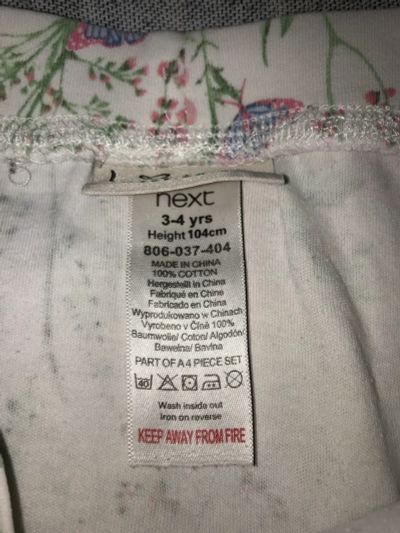 next
3-4 yrs
Height 104cm
806-037-404
MADE IN CHINA
100% COTTON
Hergestellt in China
Fabriqué en Chine
Fabricado en China
Wyprodukowano w Chinach
Vyrobeno v Číně 100%
Baumwolle/ Coton/ Algodón/
Bawełna/ Bavlna
PART OF A 4 PIECE SET
40
Wash inside out
Iron on reverse
KEEP AWAY FROM FIRE